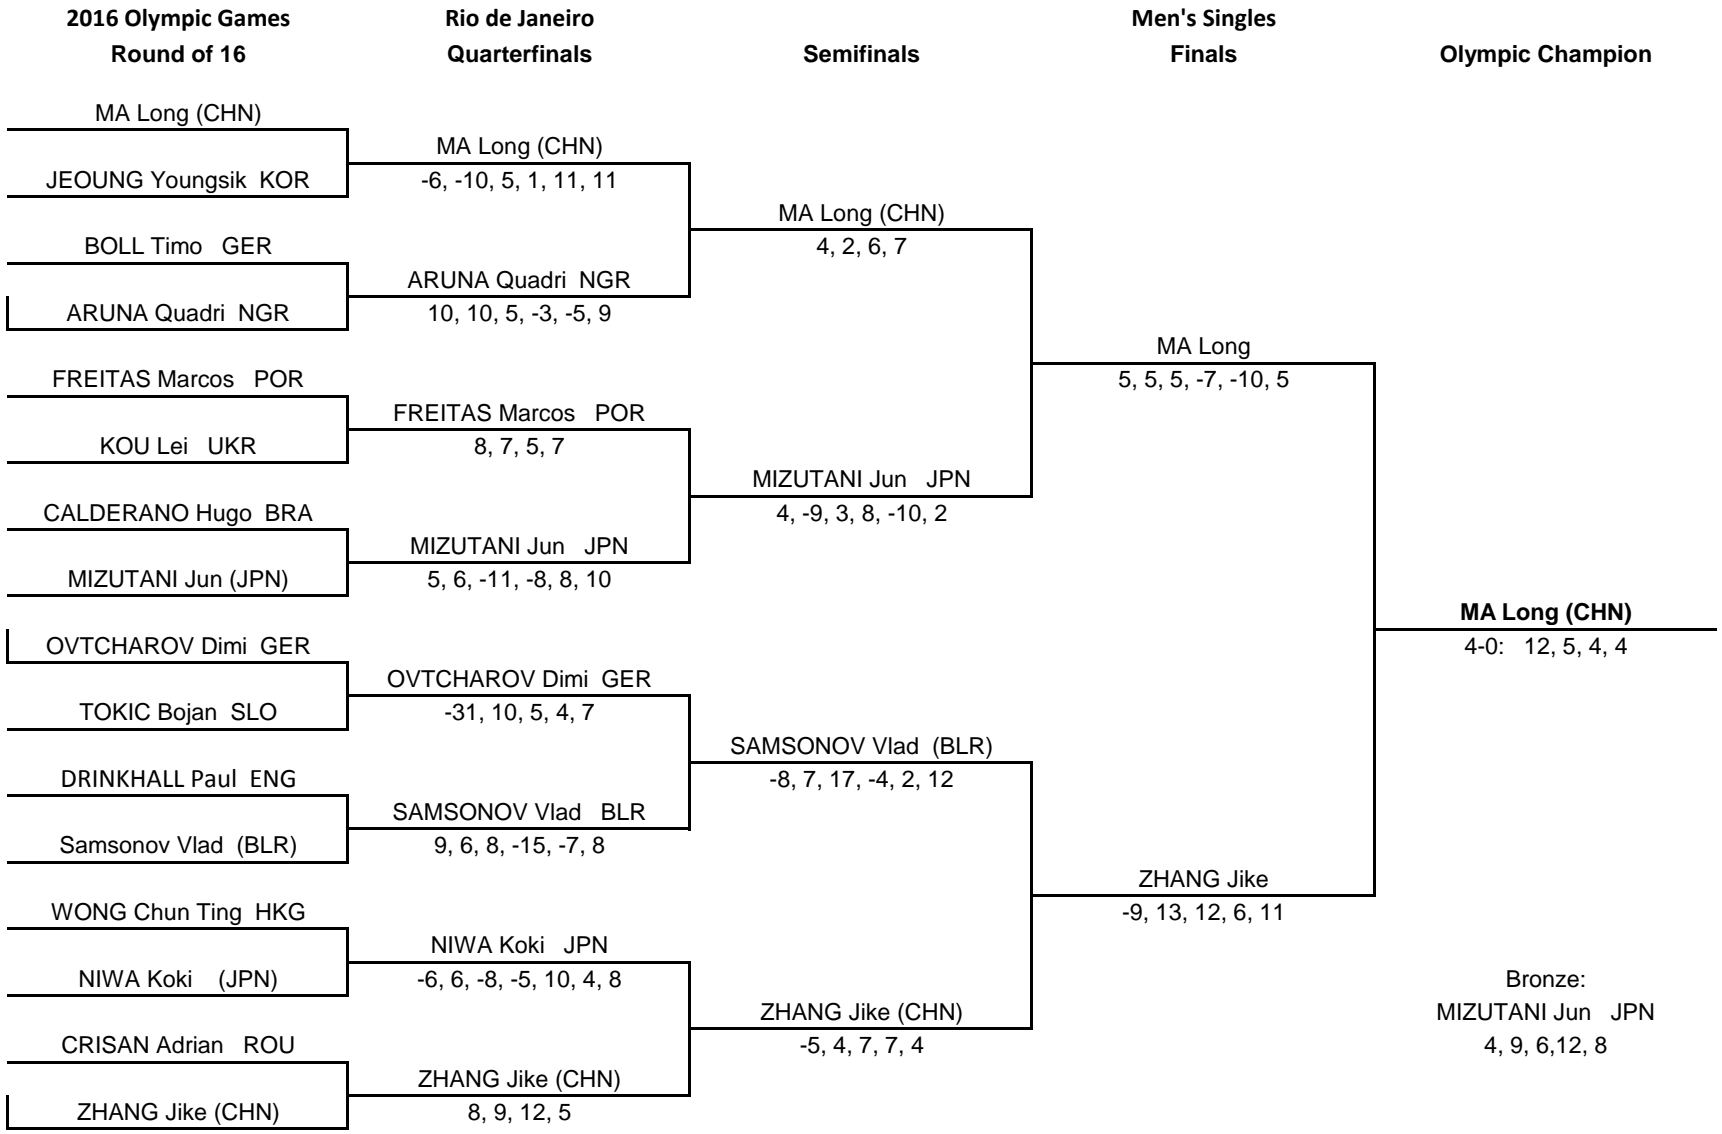 2016 Olympic Games Rio de Janeiro Men's Singles
Round of 16 Quarterfinals Semifinals Finals Olympic Champion
MA Long (CHN)
JEOUNG Youngsik KOR
BOLL Timo GER
ARUNA Quadri NGR
FREITAS Marcos POR
KOU Lei UKR
CALDERANO Hugo BRA
MIZUTANI Jun (JPN)
OVTCHAROV Dimi GER
TOKIC Bojan SLO
DRINKHALL Paul ENG
Samsonov Vlad (BLR)
WONG Chun Ting HKG
NIWA Koki (JPN)
CRISAN Adrian ROU
ZHANG Jike (CHN)
MA Long (CHN)
-6, -10, 5, 1, 11, 11
ARUNA Quadri NGR
10, 10, 5, -3, -5, 9
FREITAS Marcos POR
8, 7, 5, 7
MIZUTANI Jun JPN
5, 6, -11, -8, 8, 10
OVTCHAROV Dimi GER
-31, 10, 5, 4, 7
SAMSONOV Vlad BLR
9, 6, 8, -15, -7, 8
NIWA Koki JPN
-6, 6, -8, -5, 10, 4, 8
ZHANG Jike (CHN)
8, 9, 12, 5
MA Long (CHN)
4, 2, 6, 7
MIZUTANI Jun JPN
4, -9, 3, 8, -10, 2
SAMSONOV Vlad (BLR)
-8, 7, 17, -4, 2, 12
ZHANG Jike (CHN)
-5, 4, 7, 7, 4
MA Long
5, 5, 5, -7, -10, 5
ZHANG Jike
-9, 13, 12, 6, 11
MA Long (CHN)
4-0: 12, 5, 4, 4
Bronze:
MIZUTANI Jun JPN
4, 9, 6,12, 8